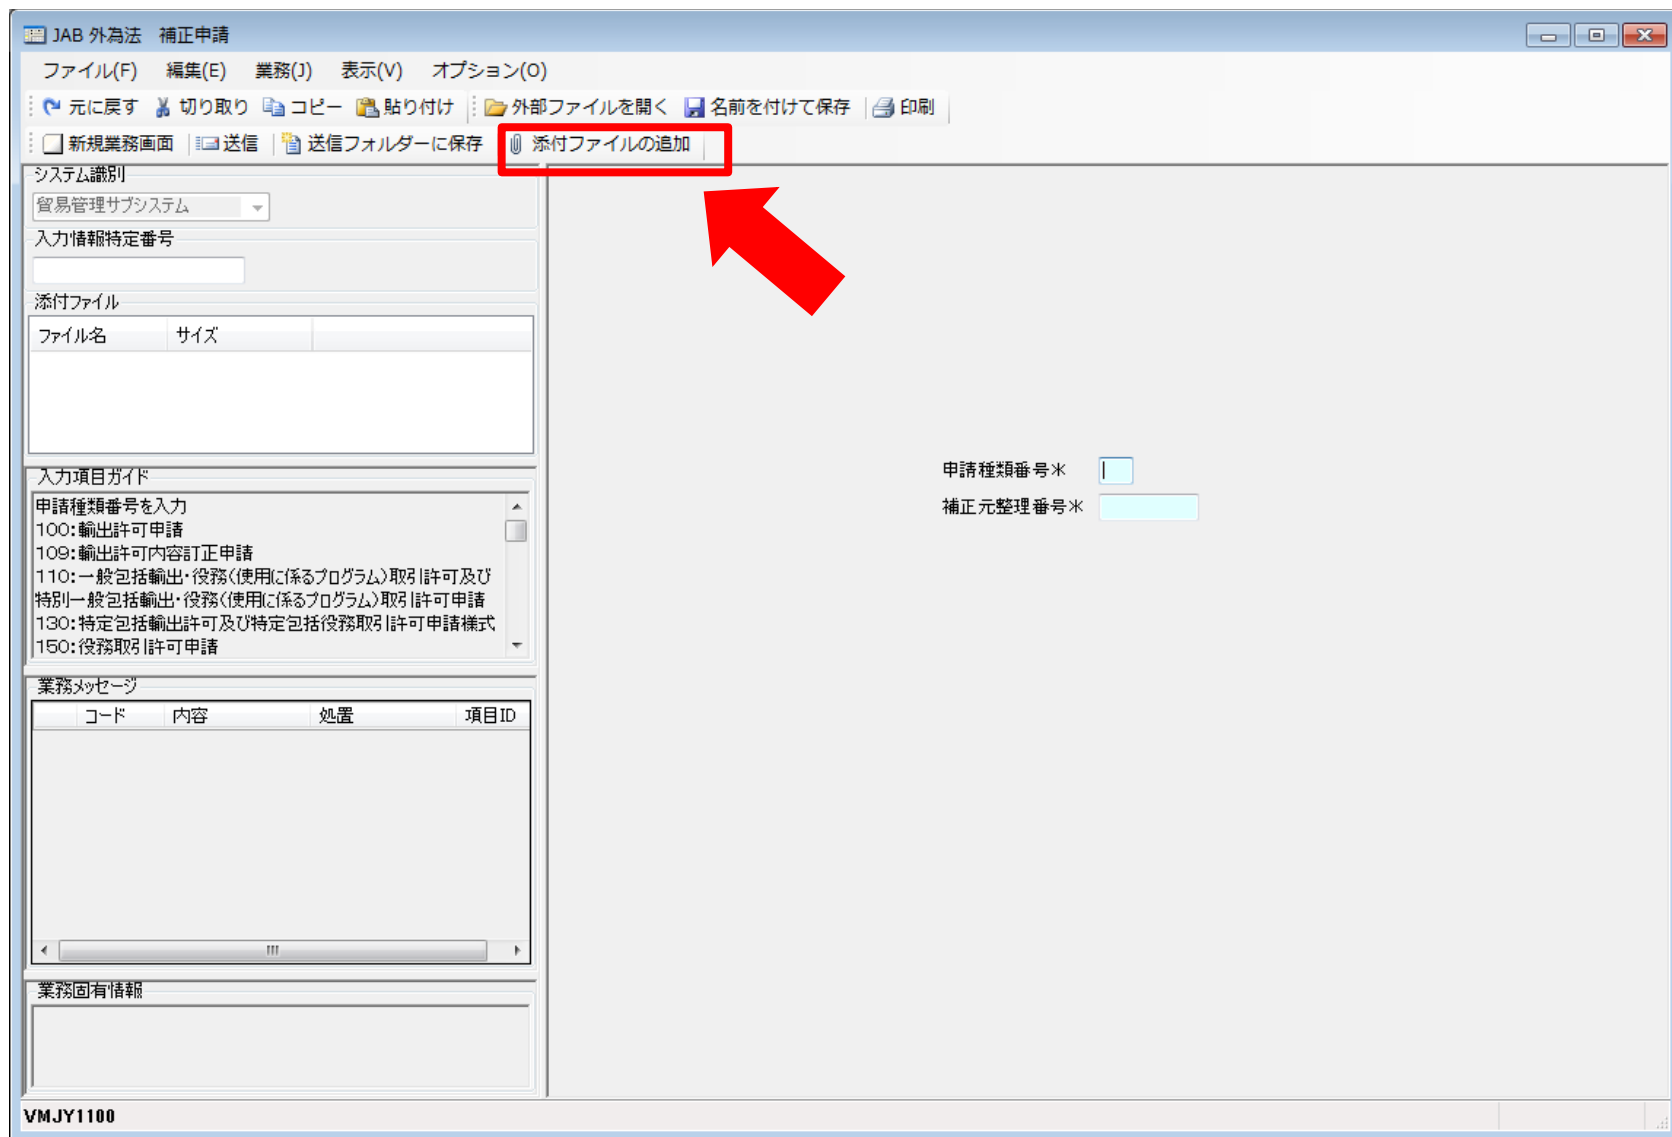 JAB 外為法　補正申請
ファイル(F) 編集(E) 業務(J) 表示(V) オプション(O)
元に戻す 切り取り コピー 貼り付け 外部ファイルを開く 名前を付けて保存 印刷
新規業務画面 送信 送信フォルダーに保存 添付ファイルの追加
システム識別
貿易管理サブシステム
入力情報特定番号
添付ファイル
ファイル名 サイズ
入力項目ガイド
申請種類番号を入力
100:輸出許可申請
109:輸出許可内容訂正申請
110:一般包括輸出・役務(使用に係るプログラム)取引許可及び
特別一般包括輸出・役務(使用に係るプログラム)取引許可申請
130:特定包括輸出許可及び特定包括役務取引許可申請様式
150:役務取引許可申請
申請種類番号＊
補正元整理番号＊
業務メッセージ
コード 内容 処置 項目ID
業務固有情報
VMJY1100